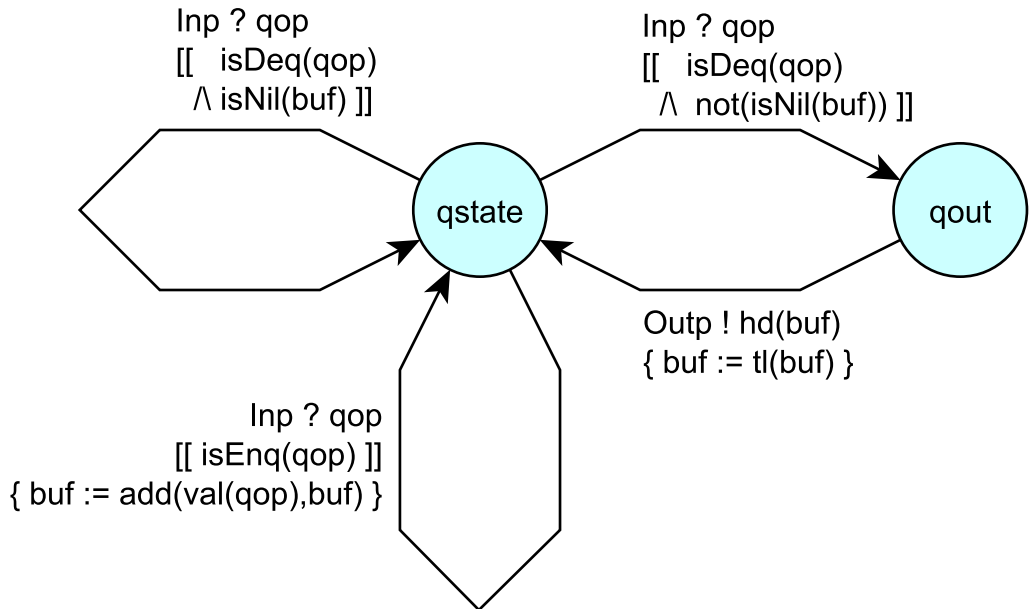 Inp ? qop
[[ isDeq(qop)
/\ isNil(buf) ]]
Inp ? qop
[[ isDeq(qop)
/\ not(isNil(buf)) ]]
qstate
qout
Outp ! hd(buf)
{ buf := tl(buf) }
Inp ? qop
[[ isEnq(qop) ]]
{ buf := add(val(qop),buf) }